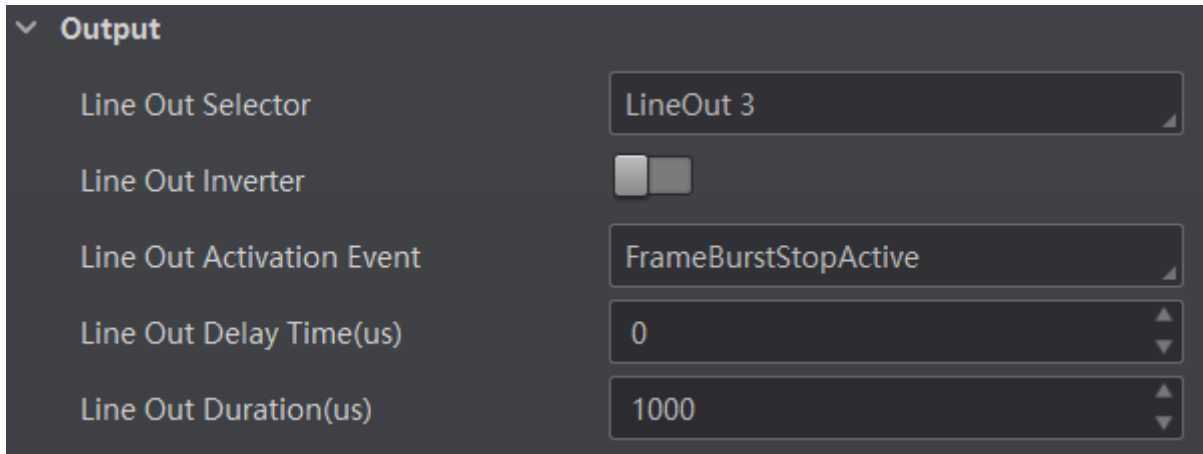 Output
Line Out Selector LineOut 3
Line Out Inverter
Line Out Activation Event FrameBurstStopActive
Line Out Delay Time(us) 0
Line Out Duration(us) 1000